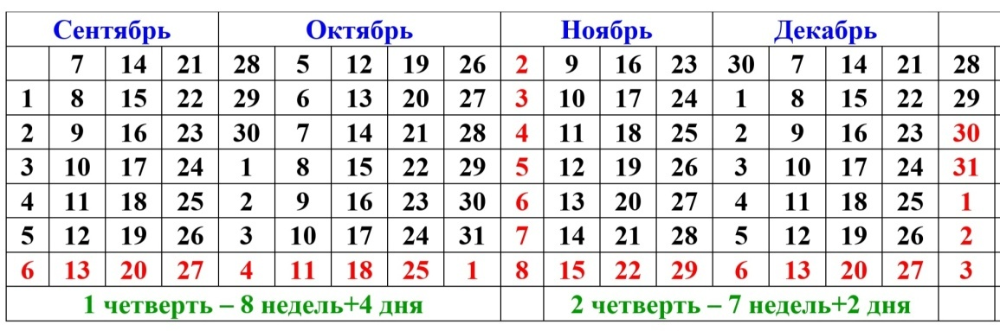 Сентябрь Октябрь Ноябрь Декабрь
7 14 21 28 5 12 19 26 2 9 16 23 30 7 14 21 28
1 8 15 22 29 6 13 20 27 3 10 17 24 1 8 15 22 29
2 9 16 23 30 7 14 21 28 4 11 18 25 2 9 16 23 30
3 10 17 24 1 8 15 22 29 5 12 19 26 3 10 17 24 31
4 11 18 25 2 9 16 23 30 6 13 20 27 4 11 18 25 1
5 12 19 26 3 10 17 24 31 7 14 21 28 5 12 19 26 2
6 13 20 27 4 11 18 25 1 8 15 22 29 6 13 20 27 3
1 четверть – 8 недель+4 дня 2 четверть – 7 недель+2 дня